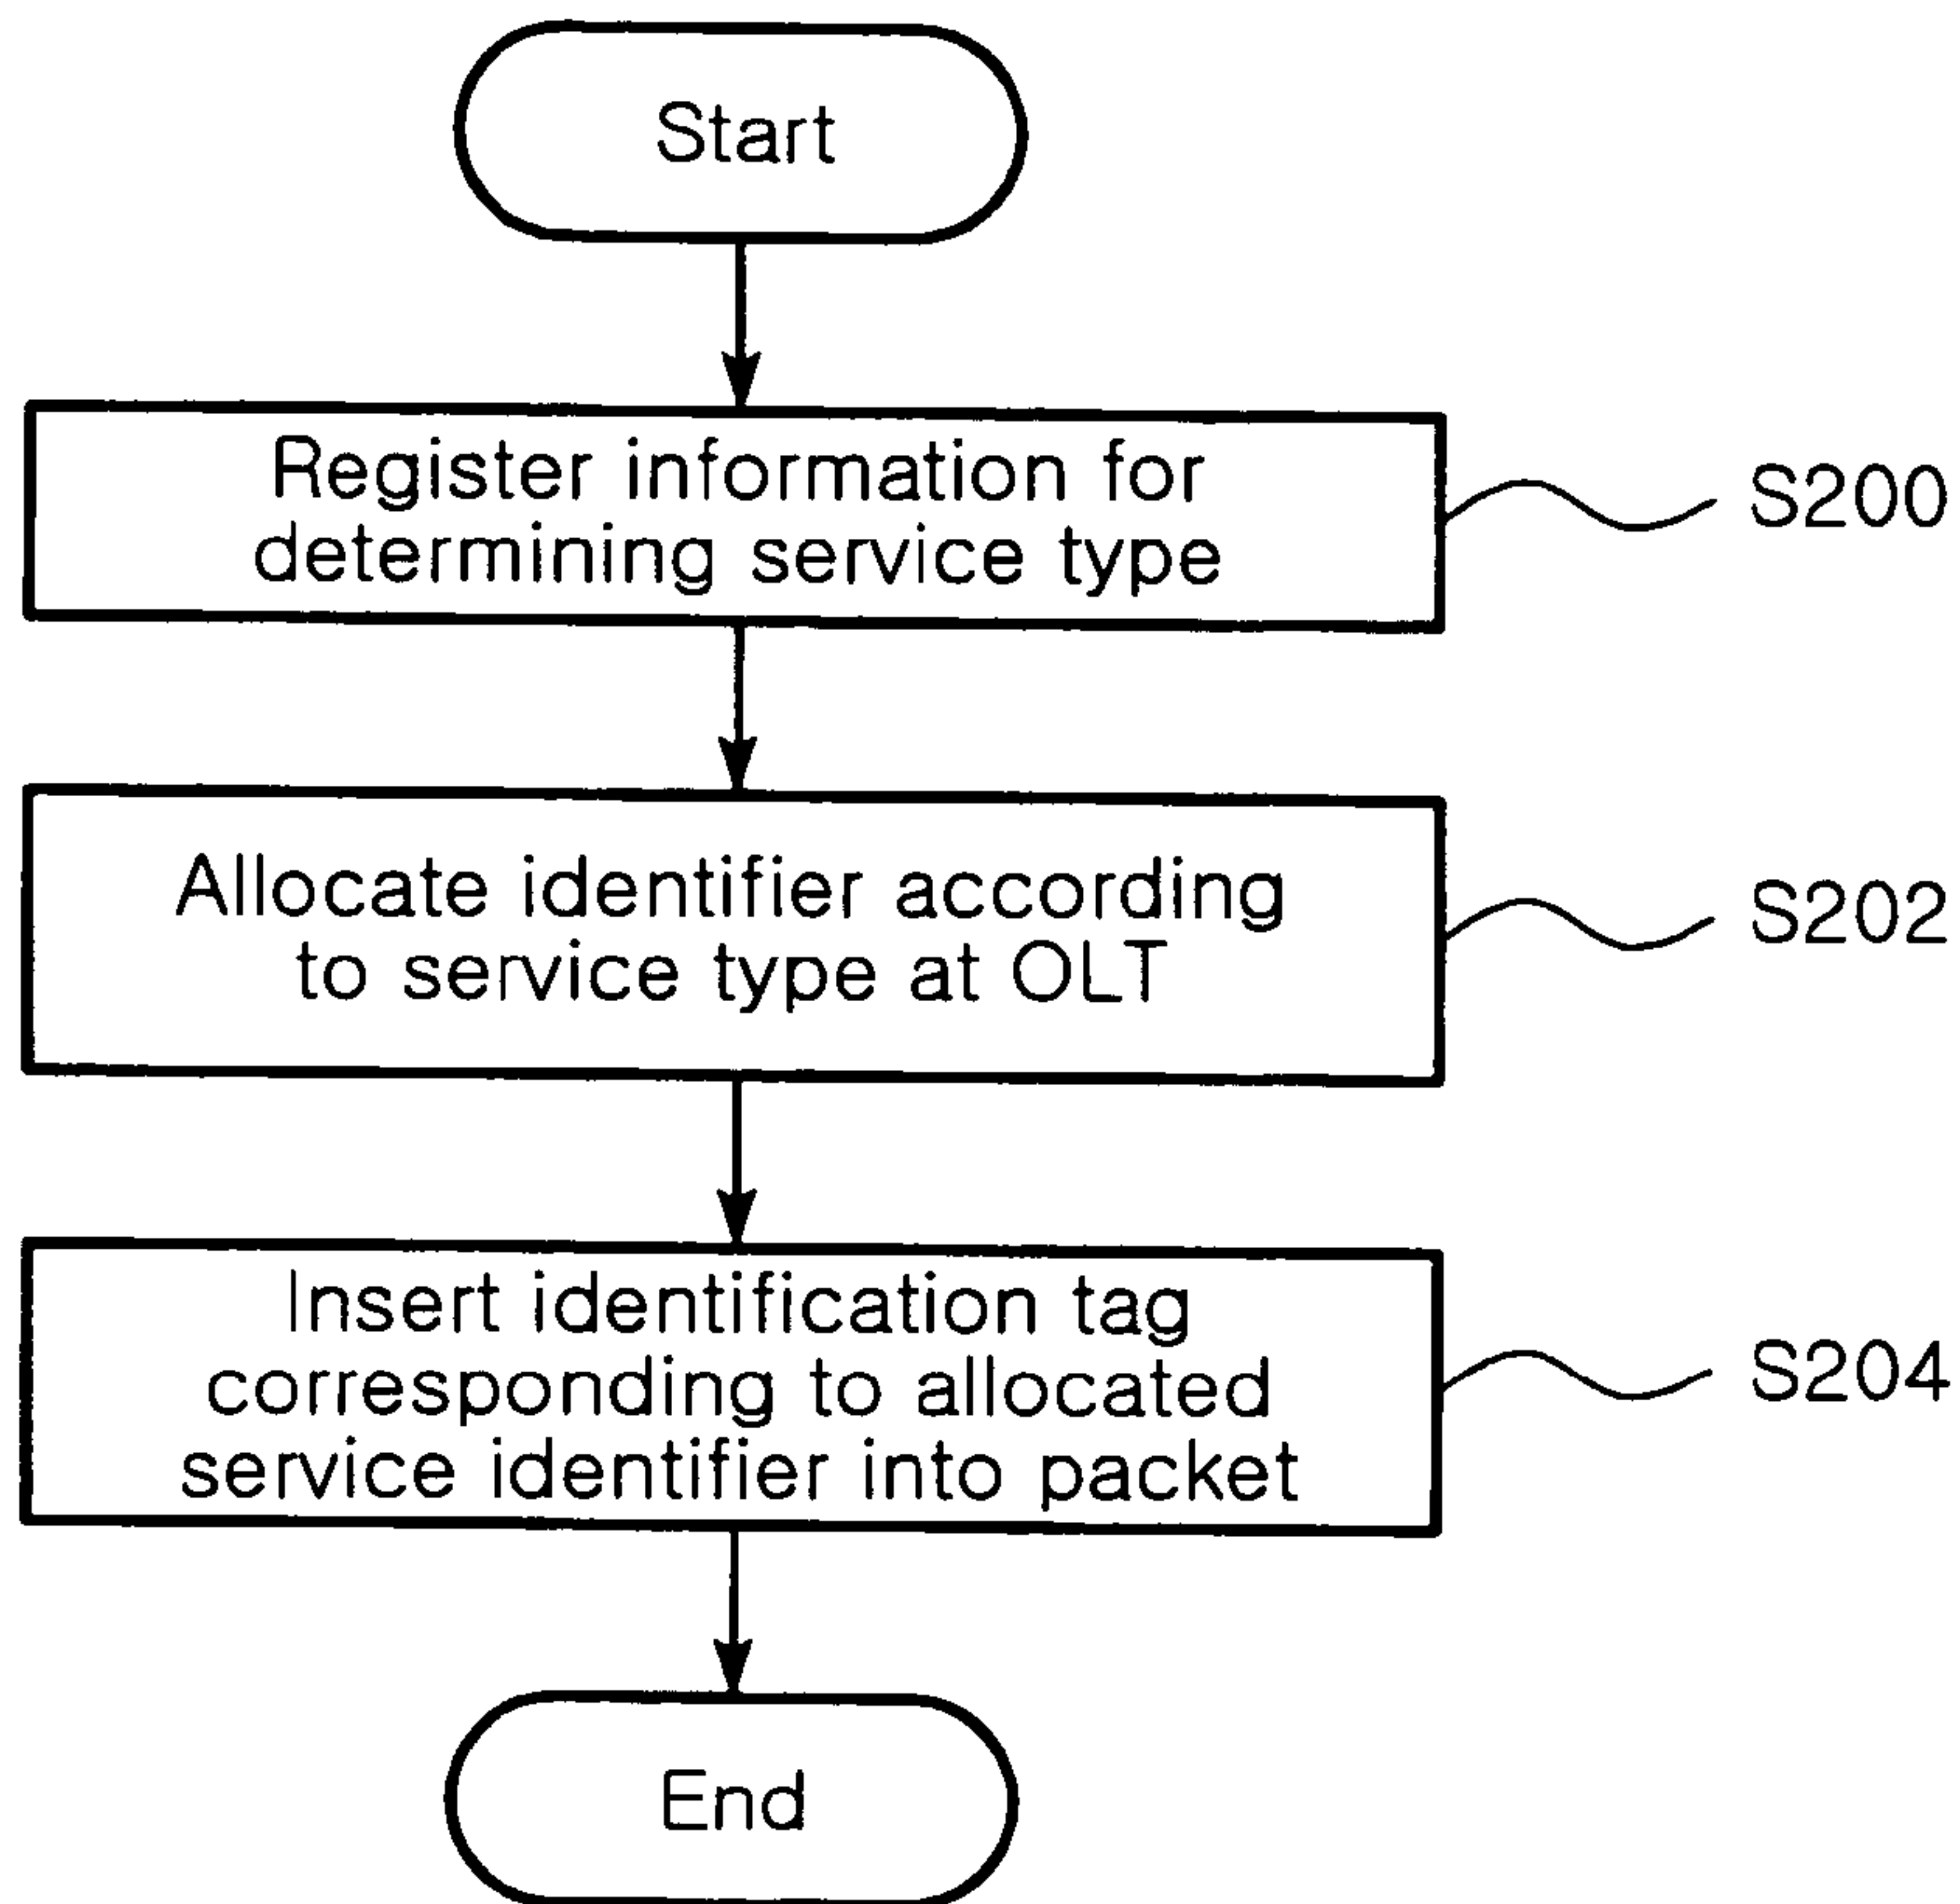 Start
Register information for
determining service type
S200
Allocate identifier according
to service type at OLT
S202
Insert identification tag
corresponding to allocated
service identifier into packet
S204
End